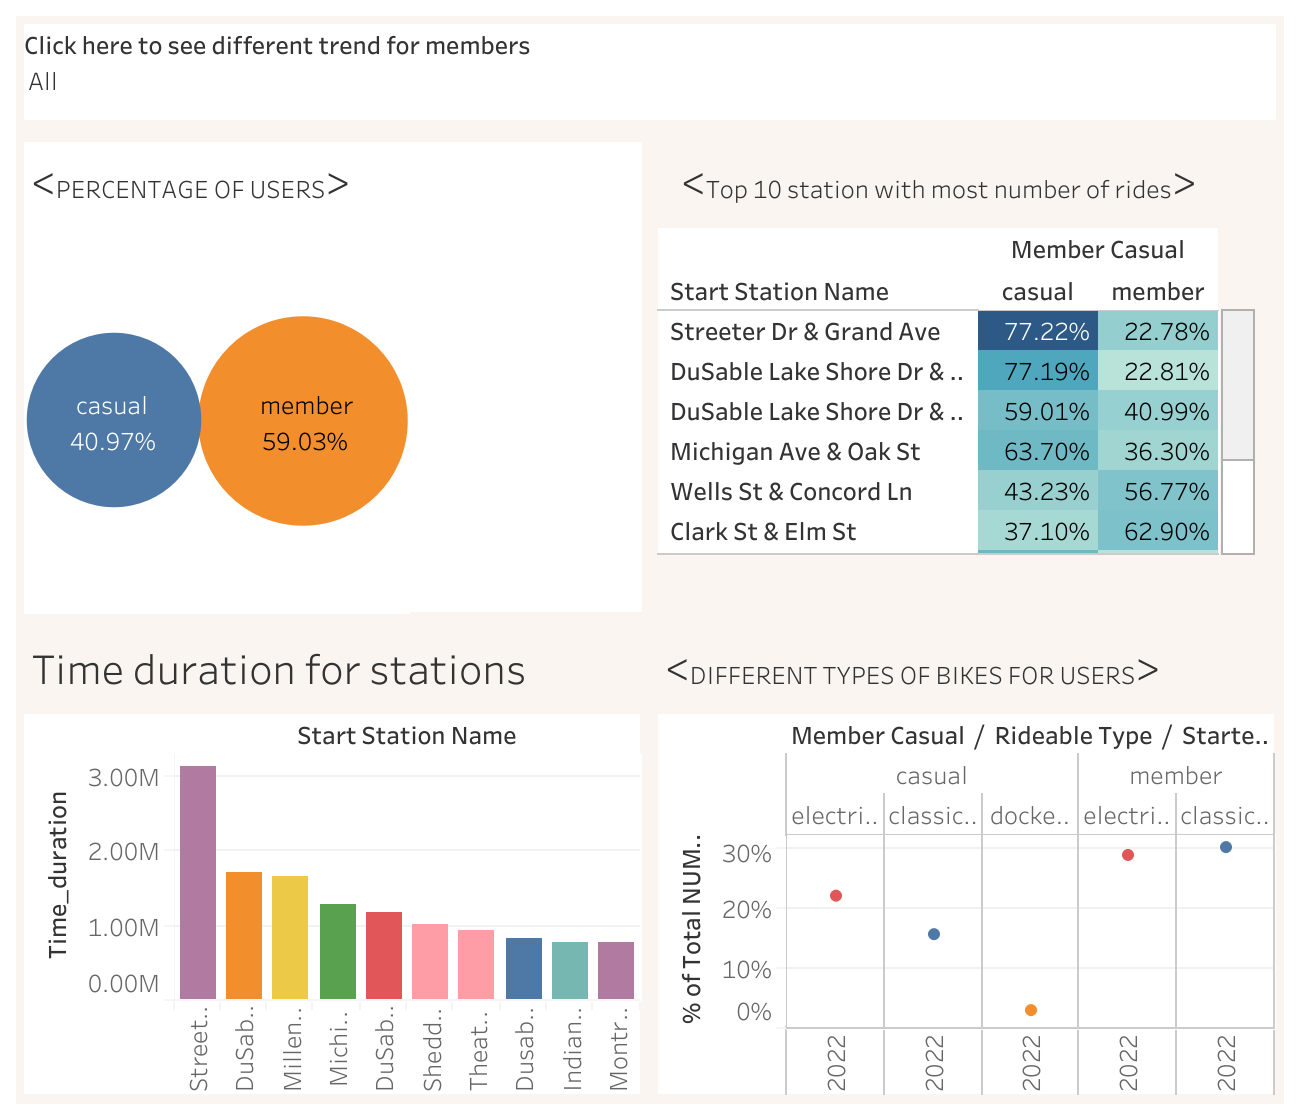 Click here to see different trend for members
All
<PERCENTAGE OF USERS>
casual
40.97%
member
59.03%
<Top 10 station with most number of rides>
Member Casual
Start Station Name casual member
Streeter Dr & Grand Ave 77.22% 22.78%
DuSable Lake Shore Dr & .. 77.19% 22.81%
DuSable Lake Shore Dr & .. 59.01% 40.99%
Michigan Ave & Oak St 63.70% 36.30%
Wells St & Concord Ln 43.23% 56.77%
Clark St & Elm St 37.10% 62.90%
Time duration for stations
Start Station Name
Time_duration
3.00M
2.00M
1.00M
0.00M
Street..
DuSab..
Millen..
Michi..
DuSab..
Shedd..
Theat..
Dusab..
Indian..
Montr..
<DIFFERENT TYPES OF BIKES FOR USERS>
Member Casual / Rideable Type / Starte..
casual member
electri.. classic.. docke.. electri.. classic..
% of Total NUM..
30%
20%
10%
0%
2022
2022
2022
2022
2022